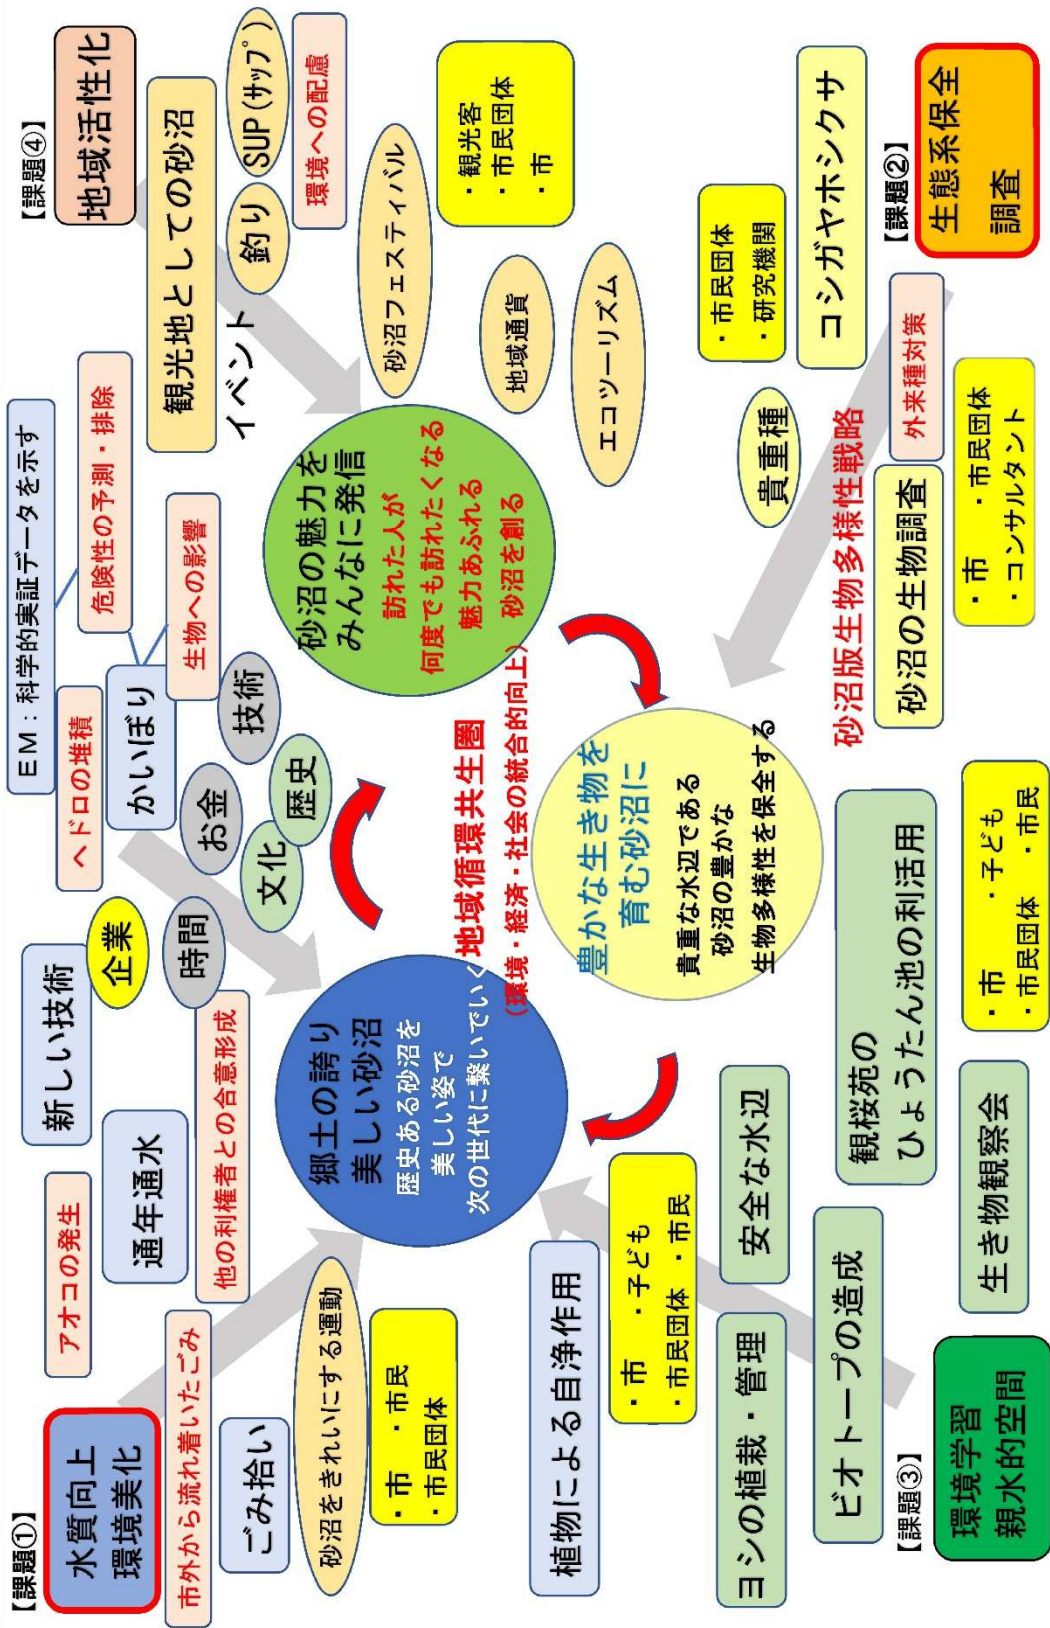 【課題①】
水質向上
環境美化
アオコの発生
市外から流れ着いたごみ
ごみ拾い
砂沼をきれいにする運動
・市　・市民
・市民団体
新しい技術
企業
通年通水
時間
他の利権者との合意形成
EM：科学的実証データを示す
ヘドロの堆積
危険性の予測・排除
かいぼり
生物への影響
お金
技術
文化
歴史
【課題④】
地域活性化
観光地としての砂沼
イベント
釣り
SUP(サップ)
環境への配慮
砂沼フェスティバル
・観光客
・市民団体
・市
地域通貨
エコツーリズム
郷土の誇り
美しい砂沼
歴史ある砂沼を
美しい姿で
次の世代に繋いでいく
砂沼の魅力を
みんなに発信
訪れた人が
何度でも訪れたくなる
魅力あふれる
砂沼を創る
地域循環共生圏
(環境・経済・社会の統合的向上)
豊かな生き物を
育む砂沼に
貴重な水辺である
砂沼の豊かな
生物多様性を保全する
植物による自浄作用
・市　・子ども
・市民団体　・市民
ヨシの植栽・管理
安全な水辺
ビオトープの造成
観桜苑の
ひょうたん池の利活用
【課題③】
環境学習
親水的空間
生き物観察会
・市　・子ども
・市民団体　・市民
貴重種
・市民団体
・研究機関
コシガヤホシクサ
砂沼版生物多様性戦略
砂沼の生物調査
外来種対策
・市　・市民団体
・コンサルタント
【課題②】
生態系保全
調査